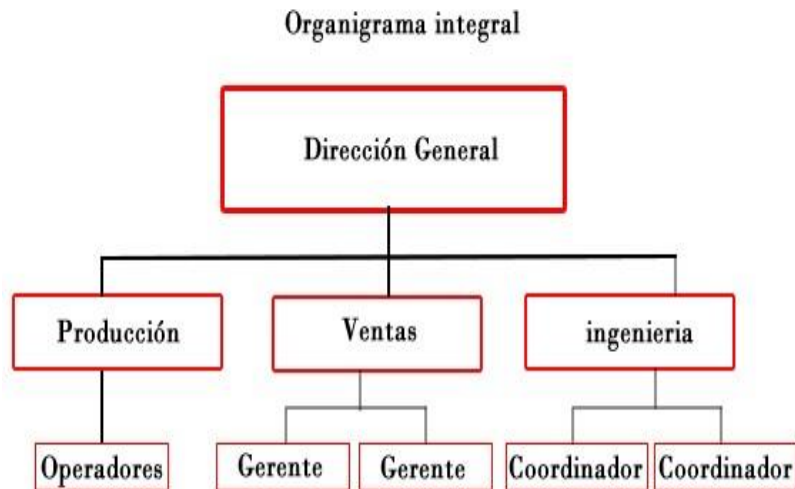 Organigrama integral
Dirección General
Producción
Ventas
ingenieria
Operadores
Gerente
Gerente
Coordinador
Coordinador